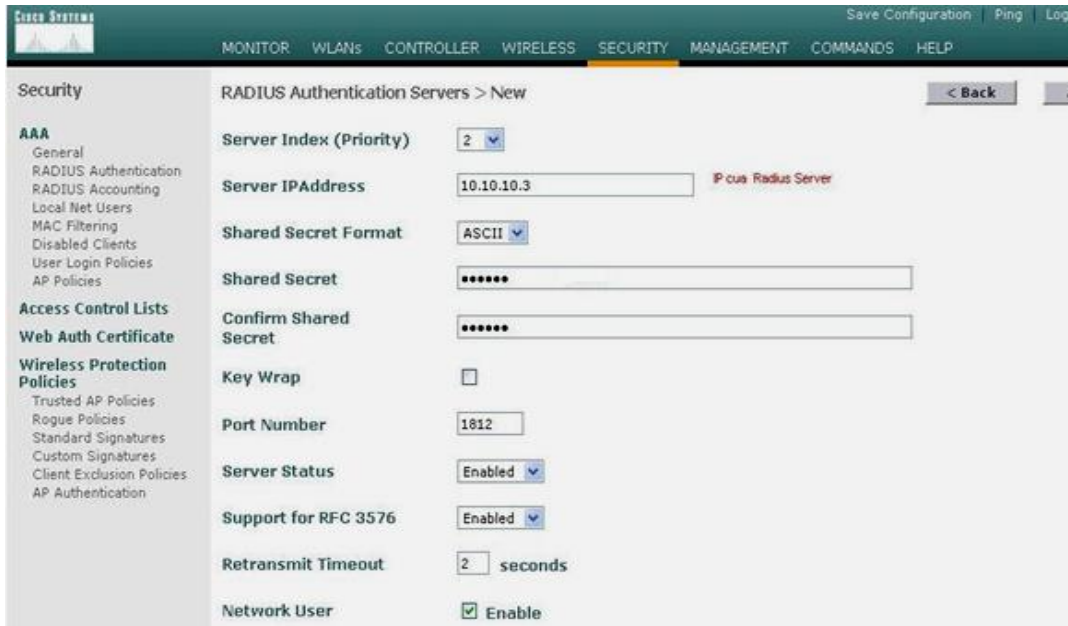 CISCO SYSTEMS
Save Configuration | Ping | Log
MONITOR WLANs CONTROLLER WIRELESS SECURITY MANAGEMENT COMMANDS HELP
Security
AAA
General
RADIUS Authentication
RADIUS Accounting
Local Net Users
MAC Filtering
Disabled Clients
User Login Policies
AP Policies
Access Control Lists
Web Auth Certificate
Wireless Protection
Policies
Trusted AP Policies
Rogue Policies
Standard Signatures
Custom Signatures
Client Exclusion Policies
AP Authentication
RADIUS Authentication Servers > New
< Back
Server Index (Priority) 2
Server IPAddress 10.10.10.3 IP cua Radius Server
Shared Secret Format ASCII
Shared Secret ••••••
Confirm Shared
Secret ••••••
Key Wrap
Port Number 1812
Server Status Enabled
Support for RFC 3576 Enabled
Retransmit Timeout 2 seconds
Network User Enable